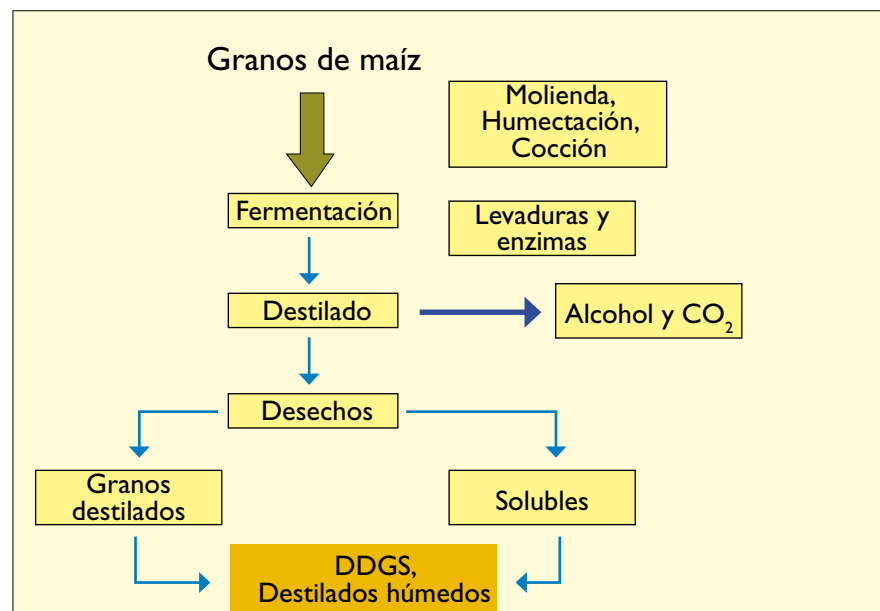 Granos de maíz
Molienda,
Humectación,
Cocción
Fermentación
Levaduras y
enzimas
Destilado
Alcohol y CO₂
Desechos
Granos
destilados
Solubles
DDGS,
Destilados húmedos